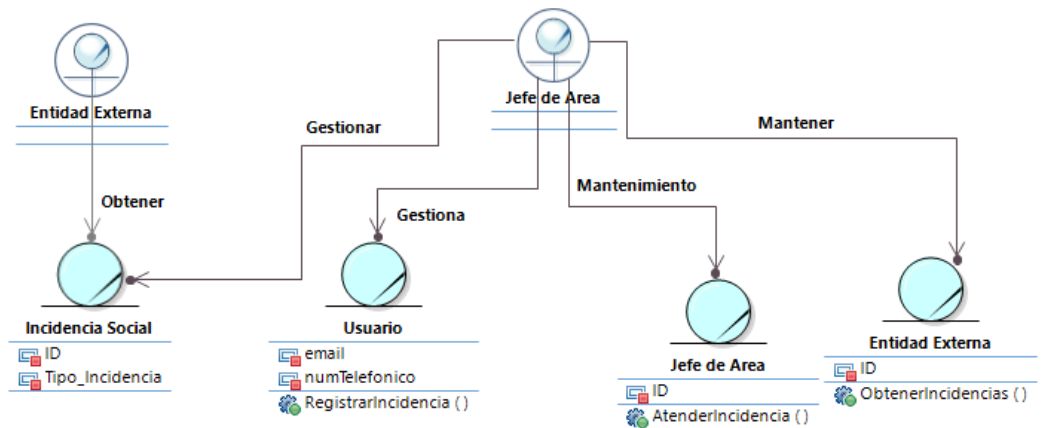 Entidad Externa
Jefe de Area
Gestionar
Mantener
Obtener
Gestiona
Mantenimiento
Incidencia Social
ID
Tipo_Incidencia
Usuario
email
numTelefonico
RegistrarIncidencia ( )
Jefe de Area
ID
AtenderIncidencia ( )
Entidad Externa
ID
ObtenerIncidencias ( )